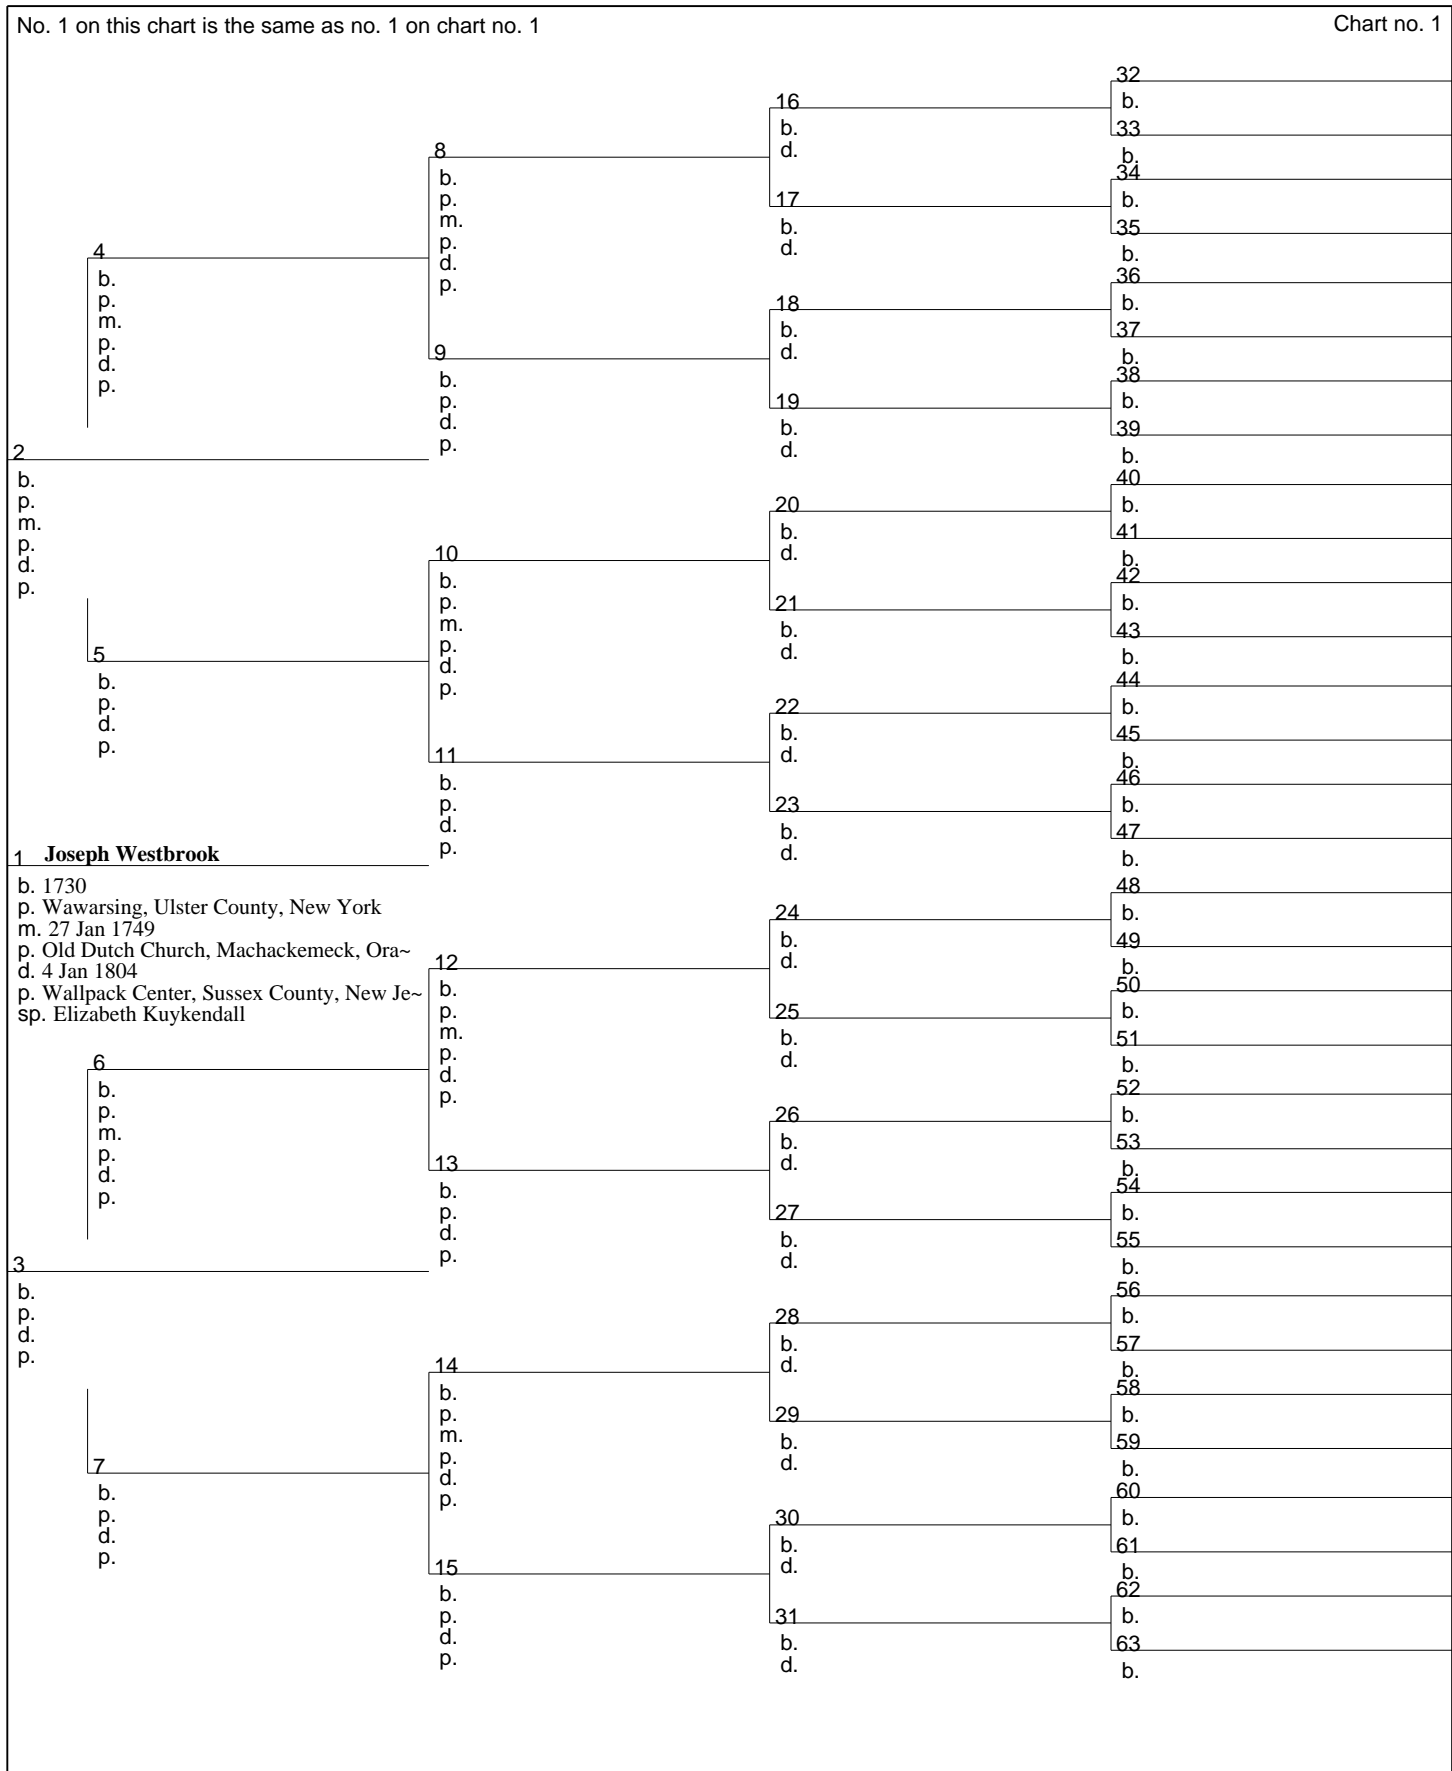 No. 1 on this chart is the same as no. 1 on chart no. 1
Chart no. 1
2
b.
p.
m.
p.
d.
p.
1 Joseph Westbrook
b. 1730
p. Wawarsing, Ulster County, New York
m. 27 Jan 1749
p. Old Dutch Church, Machackemeck, Ora~
d. 4 Jan 1804
p. Wallpack Center, Sussex County, New Je~
sp. Elizabeth Kuykendall
3
b.
p.
d.
p.
4
b.
p.
m.
p.
d.
p.
5
b.
p.
d.
p.
6
b.
p.
m.
p.
d.
p.
7
b.
p.
d.
p.
8
b.
p.
m.
p.
d.
p.
9
b.
p.
d.
p.
10
b.
p.
m.
p.
d.
p.
11
b.
p.
d.
p.
12
b.
p.
m.
p.
d.
p.
13
b.
p.
d.
p.
14
b.
p.
m.
p.
d.
p.
15
b.
p.
d.
p.
16
b.
d.
17
b.
d.
18
b.
d.
19
b.
d.
20
b.
d.
21
b.
d.
22
b.
d.
23
b.
d.
24
b.
d.
25
b.
d.
26
b.
d.
27
b.
d.
28
b.
d.
29
b.
d.
30
b.
d.
31
b.
d.
32
b.
33
b.
34
b.
35
b.
36
b.
37
b.
38
b.
39
b.
40
b.
41
b.
42
b.
43
b.
44
b.
45
b.
46
b.
47
b.
48
b.
49
b.
50
b.
51
b.
52
b.
53
b.
54
b.
55
b.
56
b.
57
b.
58
b.
59
b.
60
b.
61
b.
62
b.
63
b.